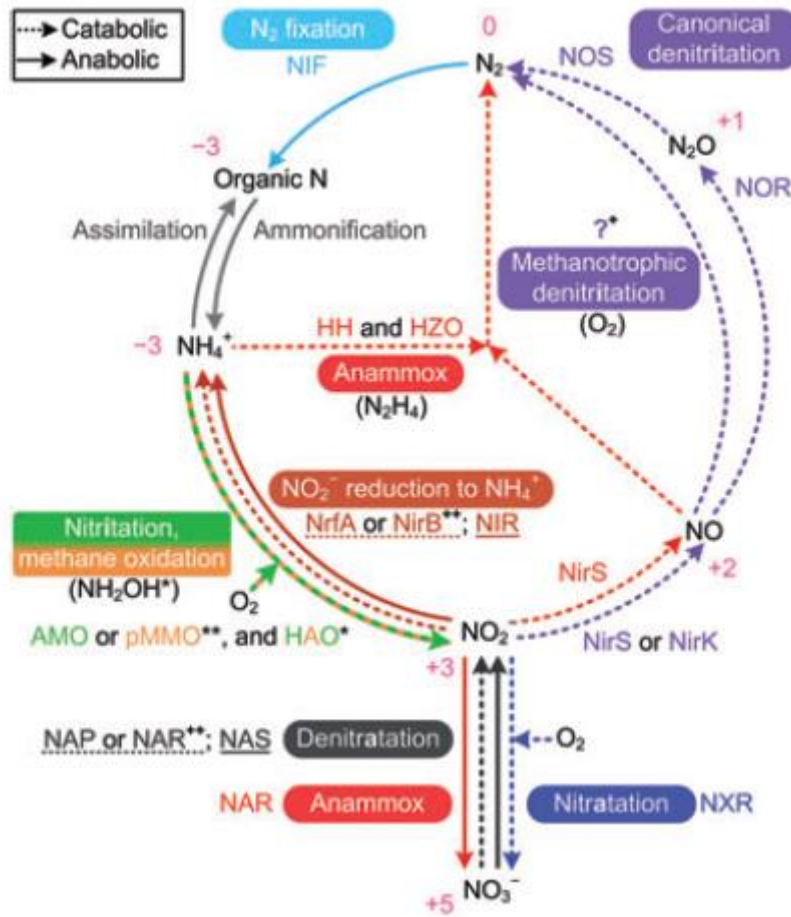 Catabolic
Anabolic
N₂ fixation
NIF
0
N₂
NOS
Canonical
denitritation
+1
N₂O
NOR
−3
Organic N
Assimilation
Ammonification
?*
Methanotrophic
denitritation
(O₂)
−3 NH₄⁺
HH and HZO
Anammox
(N₂H₄)
NO₂⁻ reduction to NH₄⁺
NrfA or NirB⁺⁺; NIR
Nitritation,
methane oxidation
(NH₂OH*)
O₂
AMO or pMMO**, and HAO*
NO
+2
NirS
NO₂
+3
NirS or NirK
NAP or NAR⁺⁺; NAS Denitratation
O₂
NAR Anammox
Nitratation NXR
+5 NO₃⁻